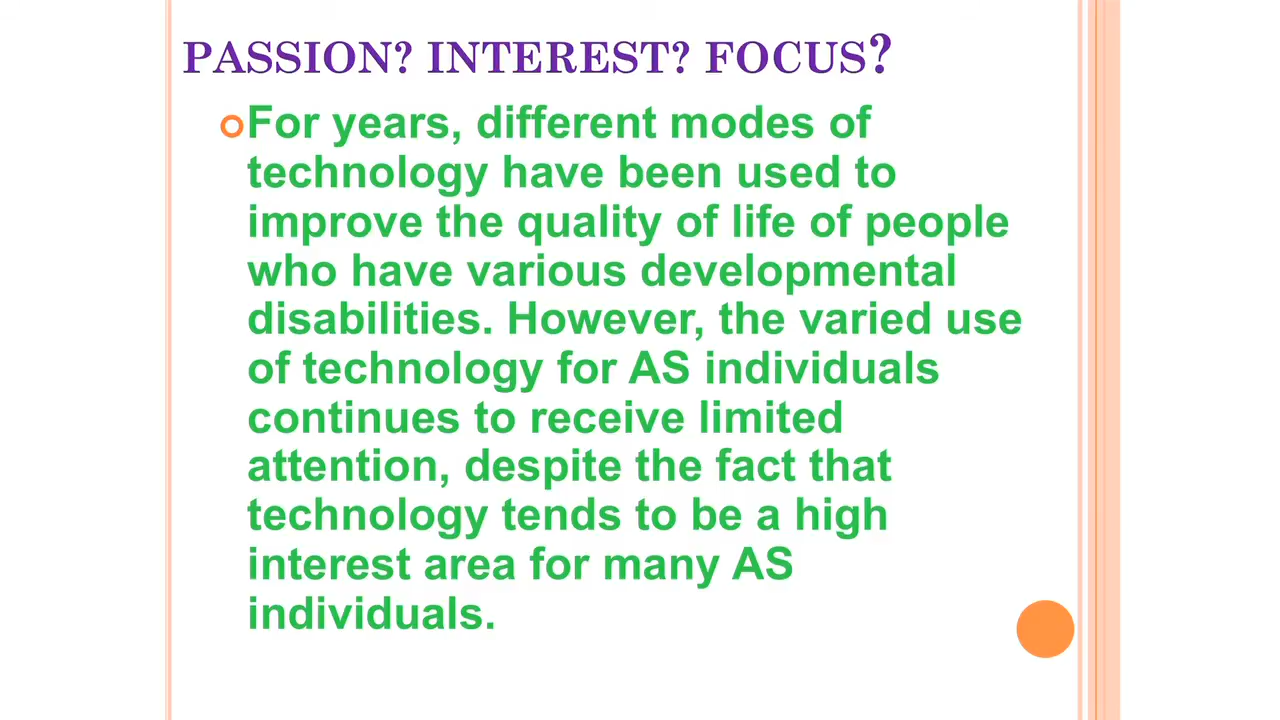 PASSION? INTEREST? FOCUS?
For years, different modes of
technology have been used to
improve the quality of life of people
who have various developmental
disabilities. However, the varied use
of technology for AS individuals
continues to receive limited
attention, despite the fact that
technology tends to be a high
interest area for many AS
individuals.